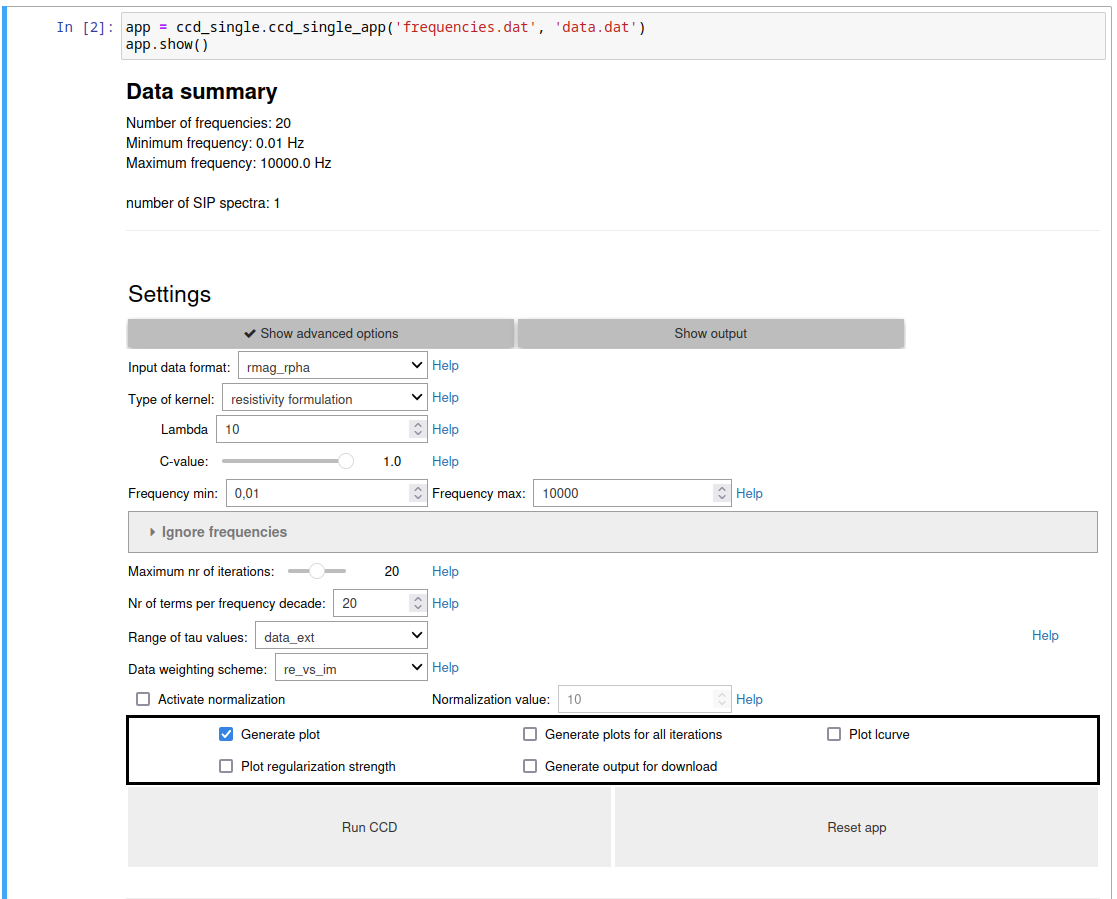 In [2]: app = ccd_single.ccd_single_app('frequencies.dat', 'data.dat')
app.show()
Data summary
Number of frequencies: 20
Minimum frequency: 0.01 Hz
Maximum frequency: 10000.0 Hz
number of SIP spectra: 1
Settings
✔ Show advanced options Show output
Input data format: rmag_rpha Help
Type of kernel: resistivity formulation Help
Lambda 10 Help
C-value: 1.0 Help
Frequency min: 0,01 Frequency max: 10000 Help
Ignore frequencies
Maximum nr of iterations: 20 Help
Nr of terms per frequency decade: 20 Help
Range of tau values: data_ext Help
Data weighting scheme: re_vs_im Help
Activate normalization Normalization value: 10 Help
Generate plot Generate plots for all iterations Plot lcurve
Plot regularization strength Generate output for download
Run CCD Reset app